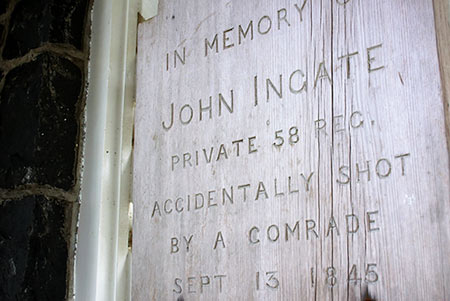 IN MEMORY O
JOHN INGATE
PRIVATE 58 REG.
ACCIDENTALLY SHOT
BY A COMRADE
SEPT 13 1845